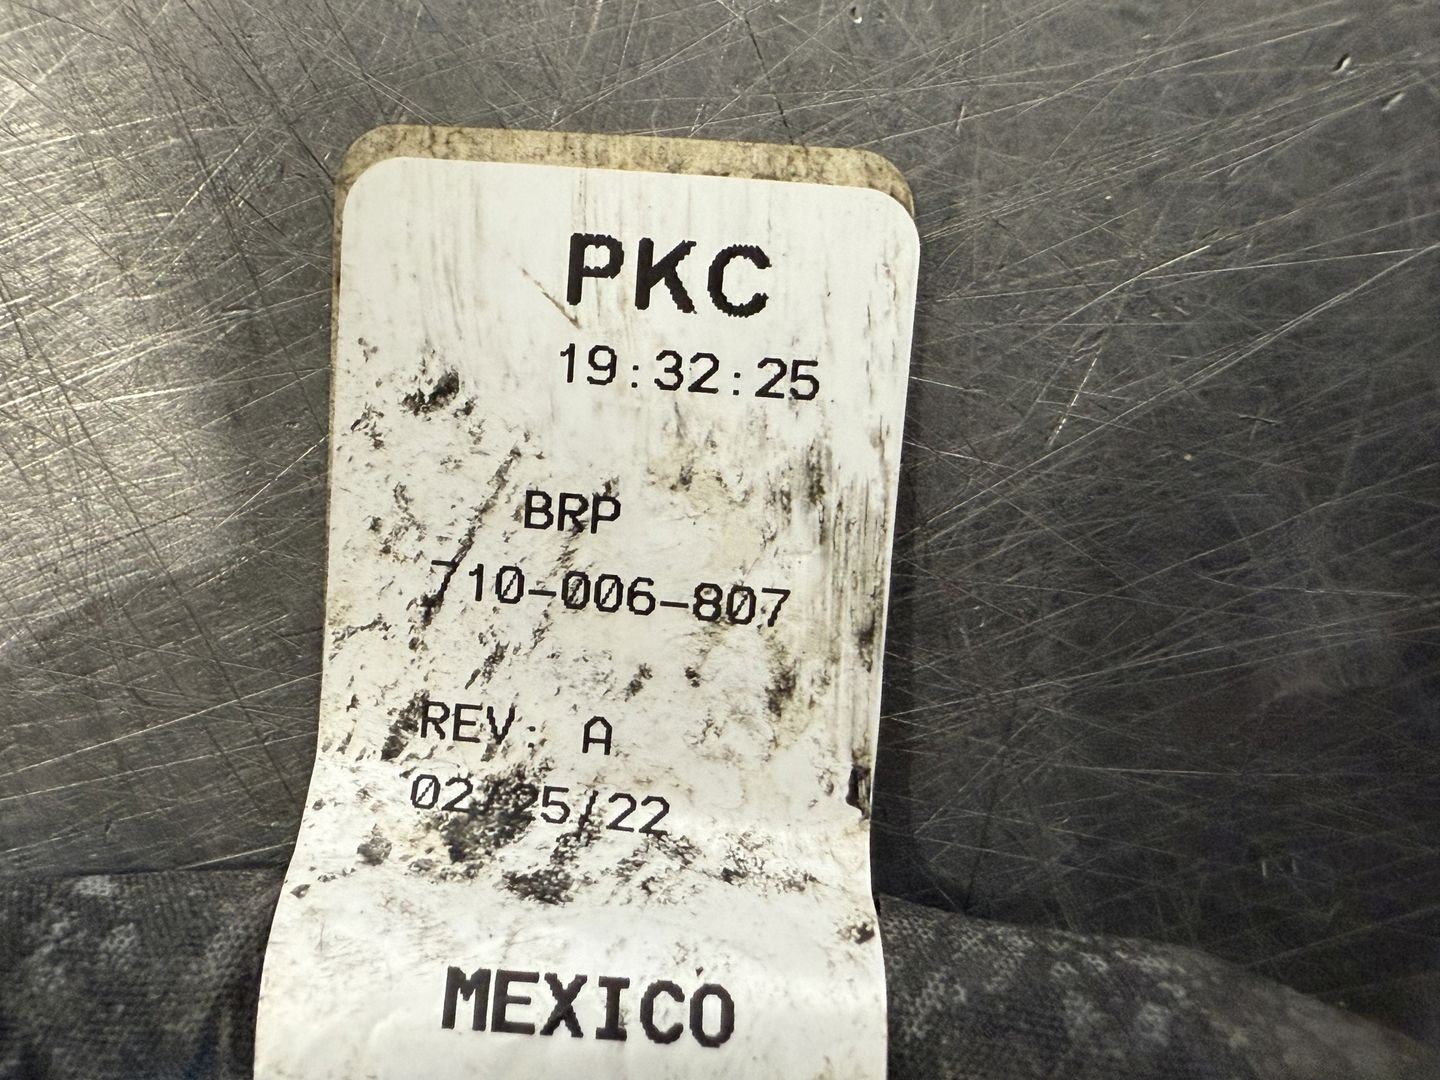 PKC
19:32:25
BRP
710-006-807
REV: A
02/25/22
MEXICO